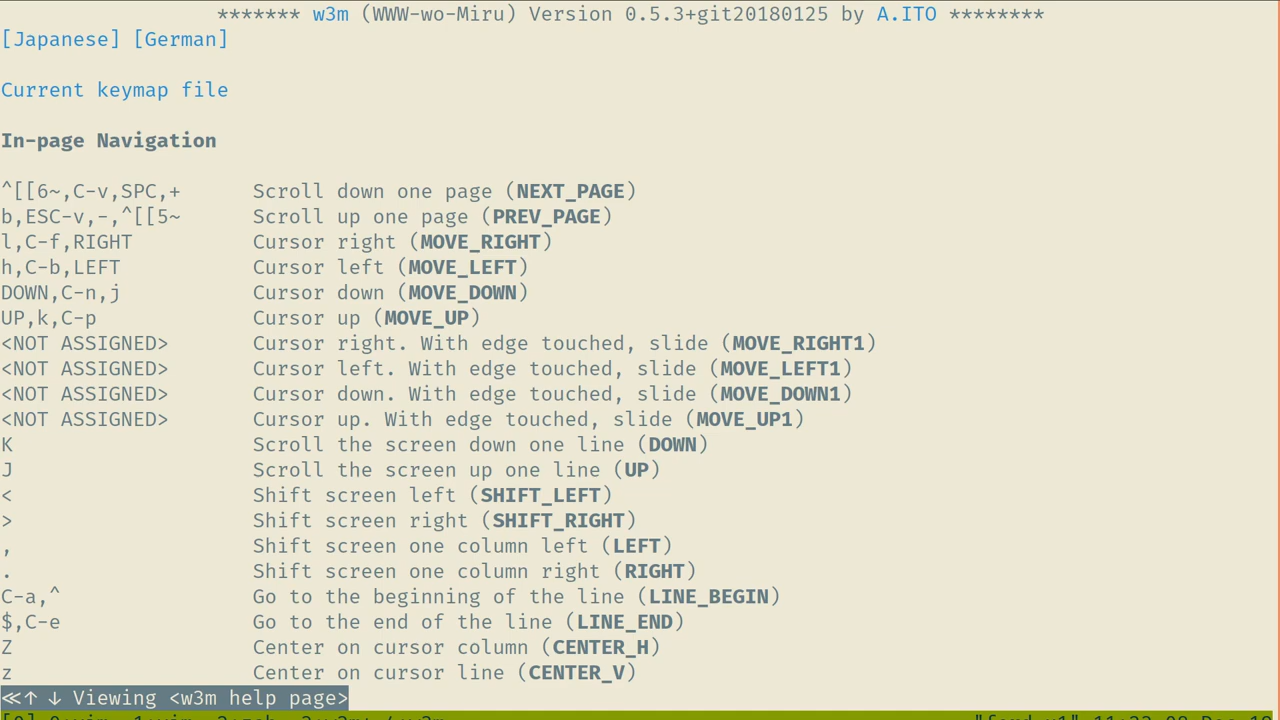 ******* w3m (WWW-wo-Miru) Version 0.5.3+git20180125 by A.ITO ********
[Japanese] [German]
Current keymap file
In-page Navigation
^[[6~,C-v,SPC,+ Scroll down one page (NEXT_PAGE)
b,ESC-v,-,^[[5~ Scroll up one page (PREV_PAGE)
l,C-f,RIGHT Cursor right (MOVE_RIGHT)
h,C-b,LEFT Cursor left (MOVE_LEFT)
DOWN,C-n,j Cursor down (MOVE_DOWN)
UP,k,C-p Cursor up (MOVE_UP)
<NOT ASSIGNED> Cursor right. With edge touched, slide (MOVE_RIGHT1)
<NOT ASSIGNED> Cursor left. With edge touched, slide (MOVE_LEFT1)
<NOT ASSIGNED> Cursor down. With edge touched, slide (MOVE_DOWN1)
<NOT ASSIGNED> Cursor up. With edge touched, slide (MOVE_UP1)
K Scroll the screen down one line (DOWN)
J Scroll the screen up one line (UP)
< Shift screen left (SHIFT_LEFT)
> Shift screen right (SHIFT_RIGHT)
, Shift screen one column left (LEFT)
. Shift screen one column right (RIGHT)
C-a,^ Go to the beginning of the line (LINE_BEGIN)
$,C-e Go to the end of the line (LINE_END)
Z Center on cursor column (CENTER_H)
z Center on cursor line (CENTER_V)
≪↑ ↓ Viewing <w3m help page>